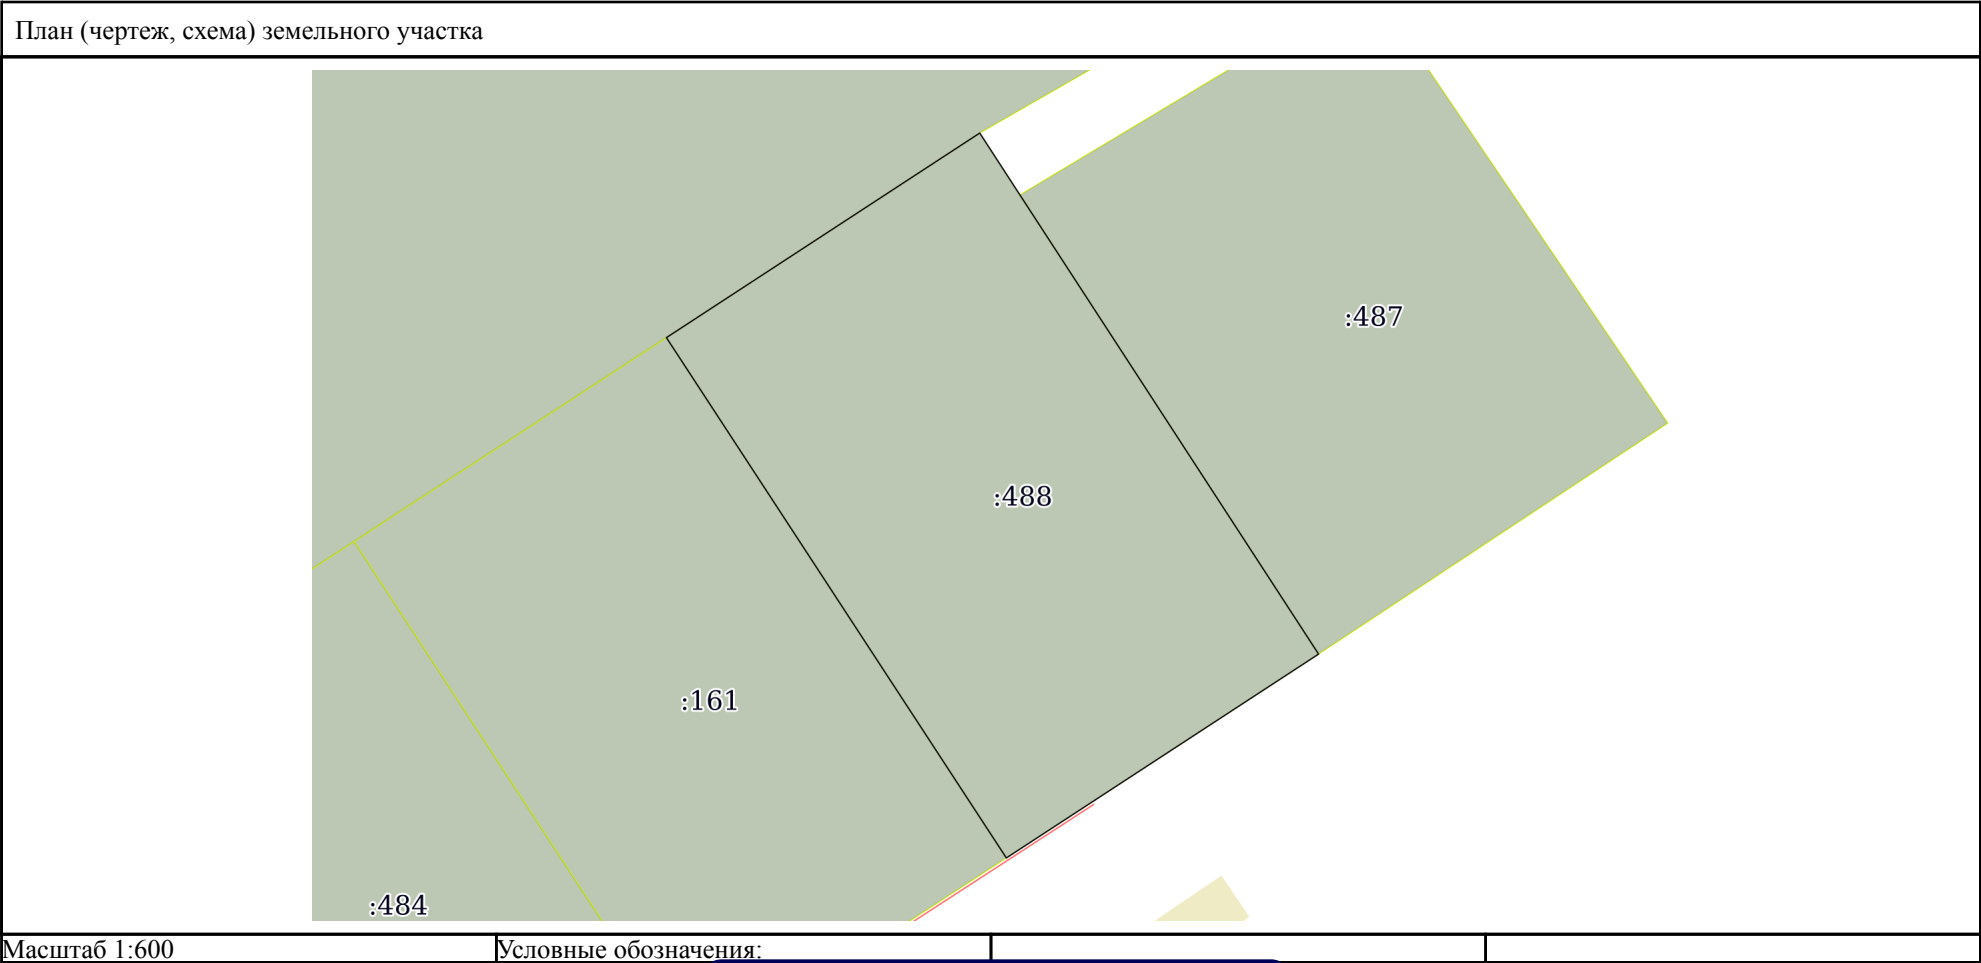 План (чертеж, схема) земельного участка
:487
:488
:161
:484
Масштаб 1:600
Условные обозначения: